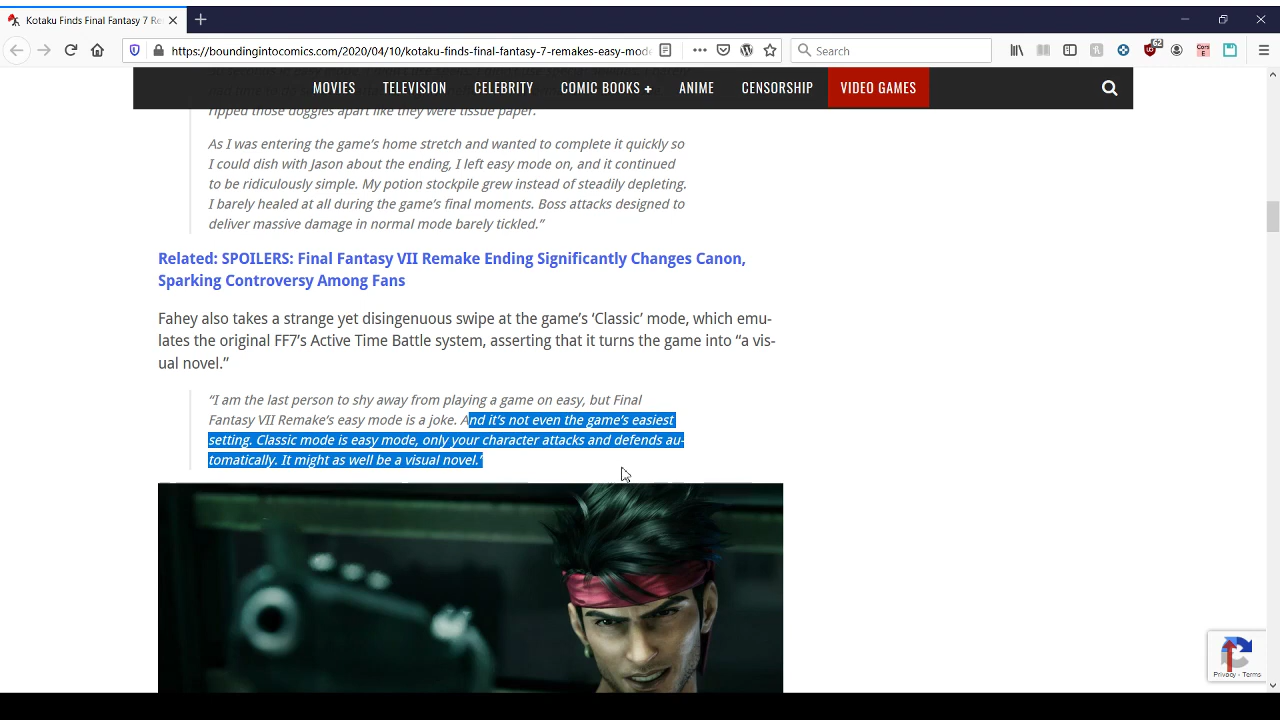 Kotaku Finds Final Fantasy 7 Re
https://boundingintocomics.com/2020/04/10/kotaku-finds-final-fantasy-7-remakes-easy-mod
Search
62
MOVIES TELEVISION CELEBRITY COMIC BOOKS + ANIME CENSORSHIP VIDEO GAMES
ripped those doggies apart like they were tissue paper.
As I was entering the game's home stretch and wanted to complete it quickly so
I could dish with Jason about the ending, I left easy mode on, and it continued
to be ridiculously simple. My potion stockpile grew instead of steadily depleting.
I barely healed at all during the game's final moments. Boss attacks designed to
deliver massive damage in normal mode barely tickled.”
Related: SPOILERS: Final Fantasy VII Remake Ending Significantly Changes Canon,
Sparking Controversy Among Fans
Fahey also takes a strange yet disingenuous swipe at the game's ‘Classic’ mode, which emu-
lates the original FF7's Active Time Battle system, asserting that it turns the game into “a vis-
ual novel.”
“I am the last person to shy away from playing a game on easy, but Final
Fantasy VII Remake's easy mode is a joke. And it's not even the game's easiest
setting. Classic mode is easy mode, only your character attacks and defends au-
tomatically. It might as well be a visual novel.’
Privacy - Terms